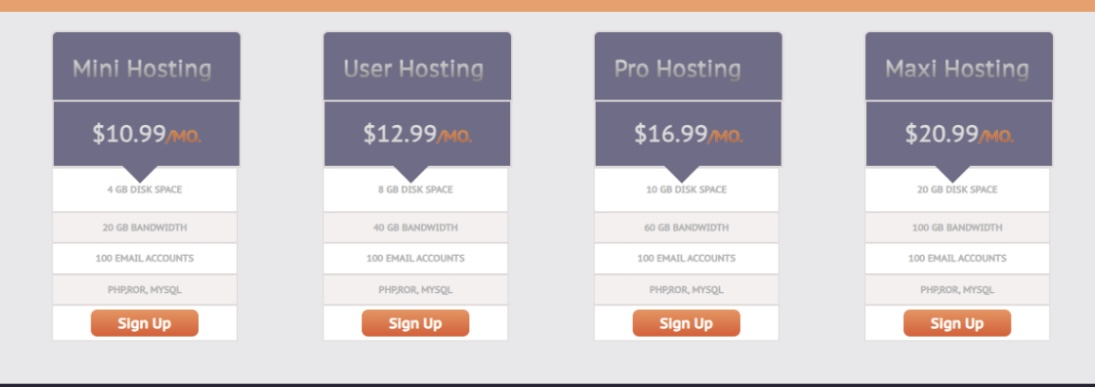 Mini Hosting
$10.99/MO.
4 GB DISK SPACE
20 GB BANDWIDTH
100 EMAIL ACCOUNTS
PHP,ROR, MYSQL
Sign Up
User Hosting
$12.99/MO.
8 GB DISK SPACE
40 GB BANDWIDTH
100 EMAIL ACCOUNTS
PHP,ROR, MYSQL
Sign Up
Pro Hosting
$16.99/MO.
10 GB DISK SPACE
60 GB BANDWIDTH
100 EMAIL ACCOUNTS
PHP,ROR, MYSQL
Sign Up
Maxi Hosting
$20.99/MO.
20 GB DISK SPACE
100 GB BANDWIDTH
100 EMAIL ACCOUNTS
PHP,ROR, MYSQL
Sign Up